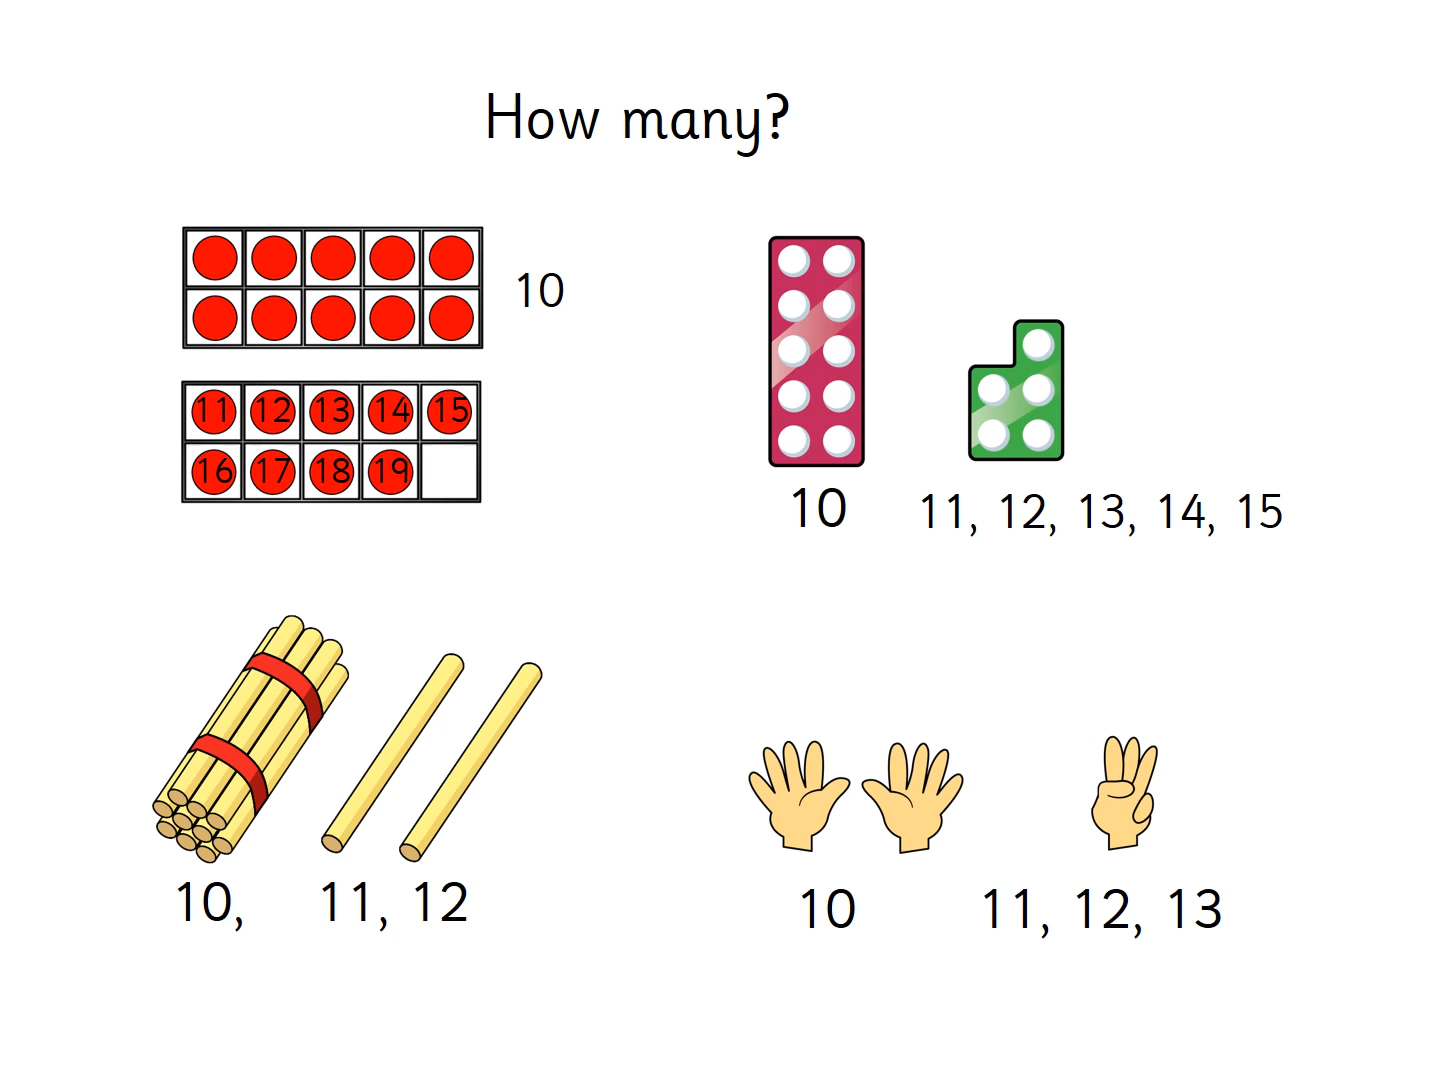 How many?
10
11 12 13 14 15
16 17 18 19
10
11, 12, 13, 14, 15
10, 11, 12
10
11, 12, 13